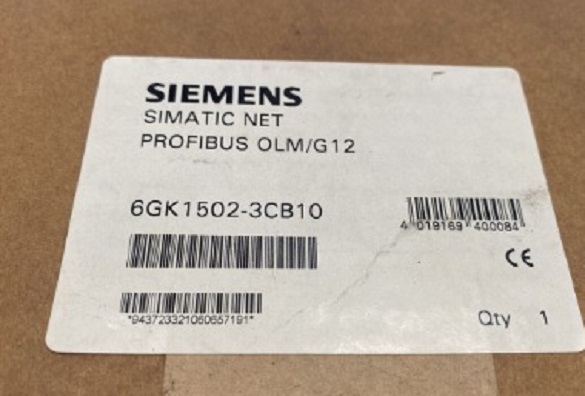 SIEMENS
SIMATIC NET
PROFIBUS OLM/G12
6GK1502-3CB10
4 019169 400084
CE
*943723321060657191*
Qty 1